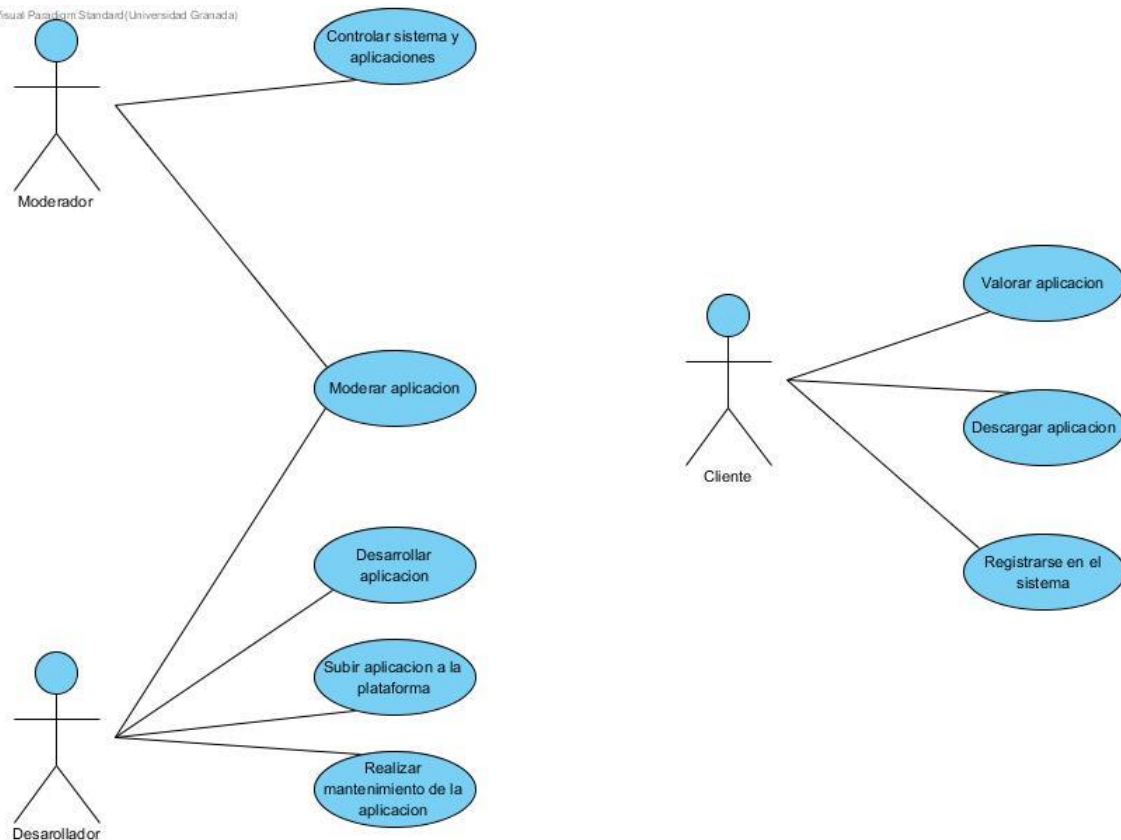 Visual Paradigm Standard(Universidad Granada)
Controlar sistema y
aplicaciones
Moderador
Moderar aplicacion
Desarrollar
aplicacion
Subir aplicacion a la
plataforma
Realizar
mantenimiento de la
aplicacion
Desarollador
Valorar aplicacion
Descargar aplicacion
Cliente
Registrarse en el
sistema